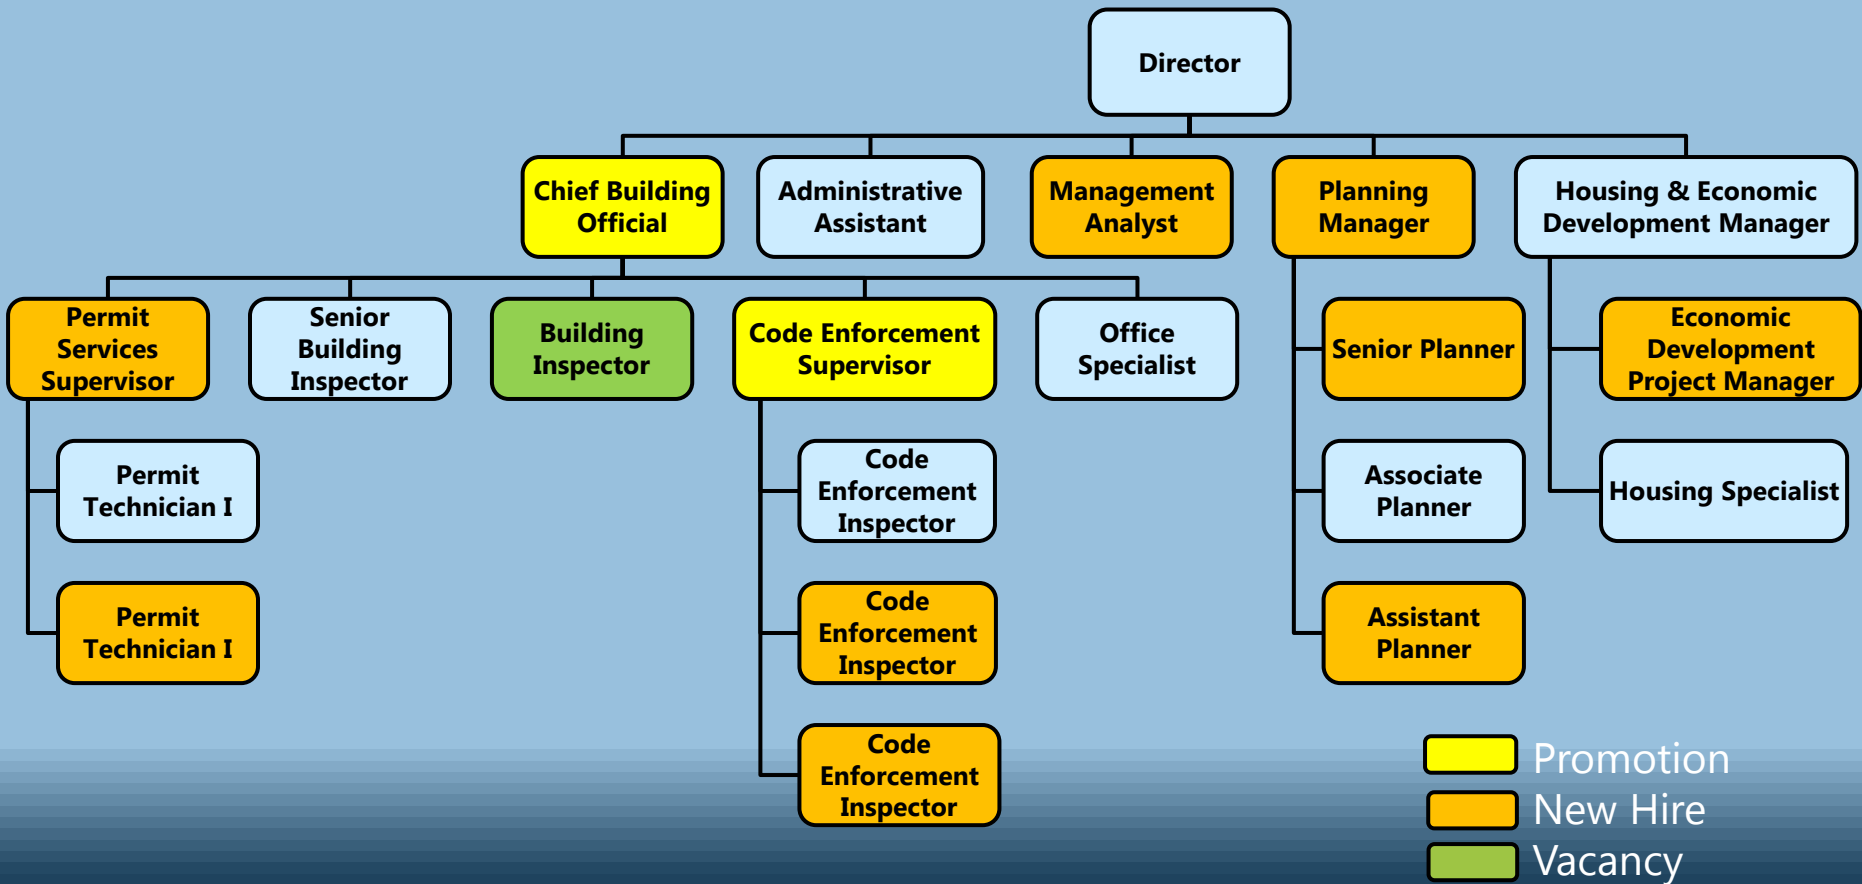 Director
Chief Building
Official
Administrative
Assistant
Management
Analyst
Planning
Manager
Housing & Economic
Development Manager
Permit
Services
Supervisor
Senior
Building
Inspector
Building
Inspector
Code Enforcement
Supervisor
Office
Specialist
Senior Planner
Economic
Development
Project Manager
Permit
Technician I
Code
Enforcement
Inspector
Associate
Planner
Housing Specialist
Permit
Technician I
Code
Enforcement
Inspector
Assistant
Planner
Code
Enforcement
Inspector
Promotion
New Hire
Vacancy